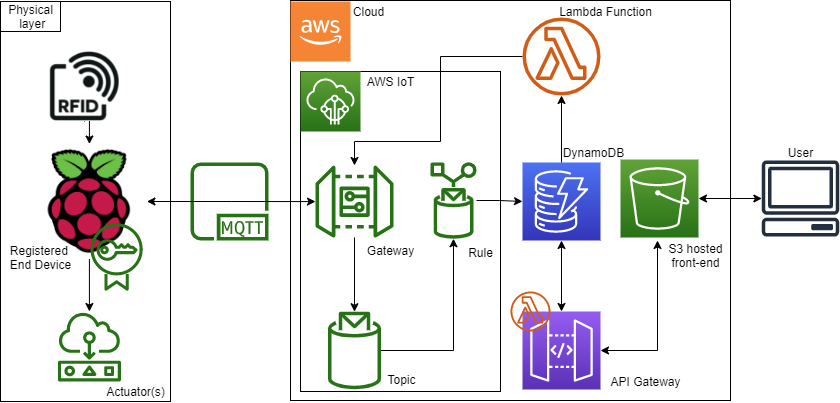 Physical
layer
RFID
Registered
End Device
Actuator(s)
MQTT
aws
Cloud
AWS IoT
Gateway
Rule
Topic
Lambda Function
DynamoDB
</>
API Gateway
S3 hosted
front-end
User